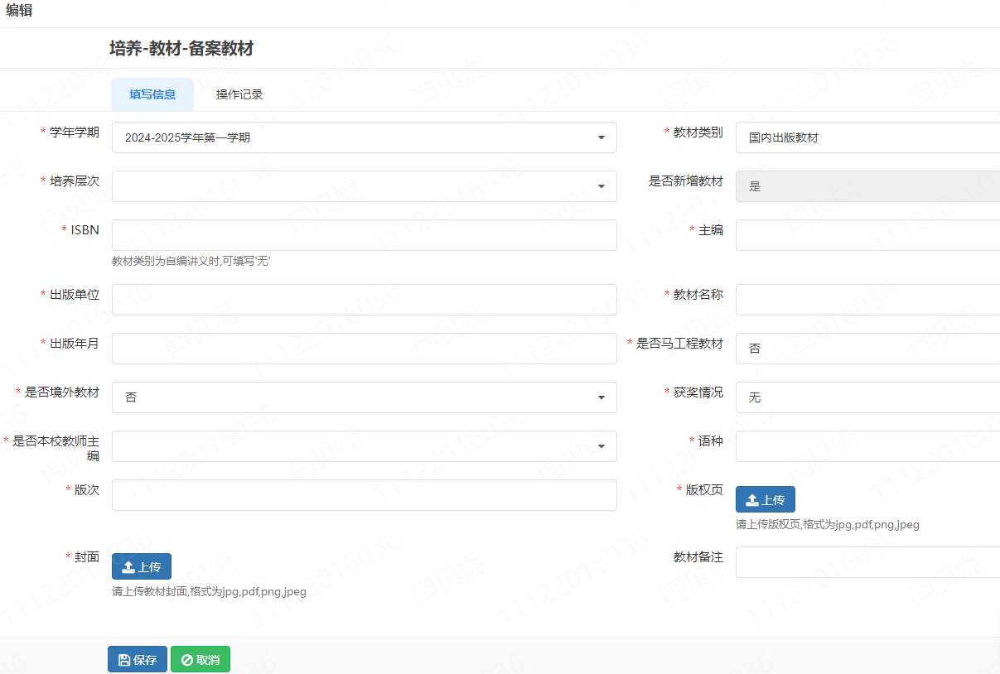 编辑
培养-教材-备案教材
填写信息 操作记录
* 学年学期 2024-2025学年第一学期 * 教材类别 国内出版教材
* 培养层次 是否新增教材 是
* ISBN * 主编
教材类别为自编讲义时,可填写'无'
* 出版单位 * 教材名称
* 出版年月 * 是否马工程教材 否
* 是否境外教材 否 * 获奖情况 无
* 是否本校教师主编 * 语种
* 版次 * 版权页 上传
请上传版权页,格式为jpg,pdf,png,jpeg
* 封面 上传 教材备注
请上传教材封面,格式为jpg,pdf,png,jpeg
保存 取消
闫贝妮
11122016036